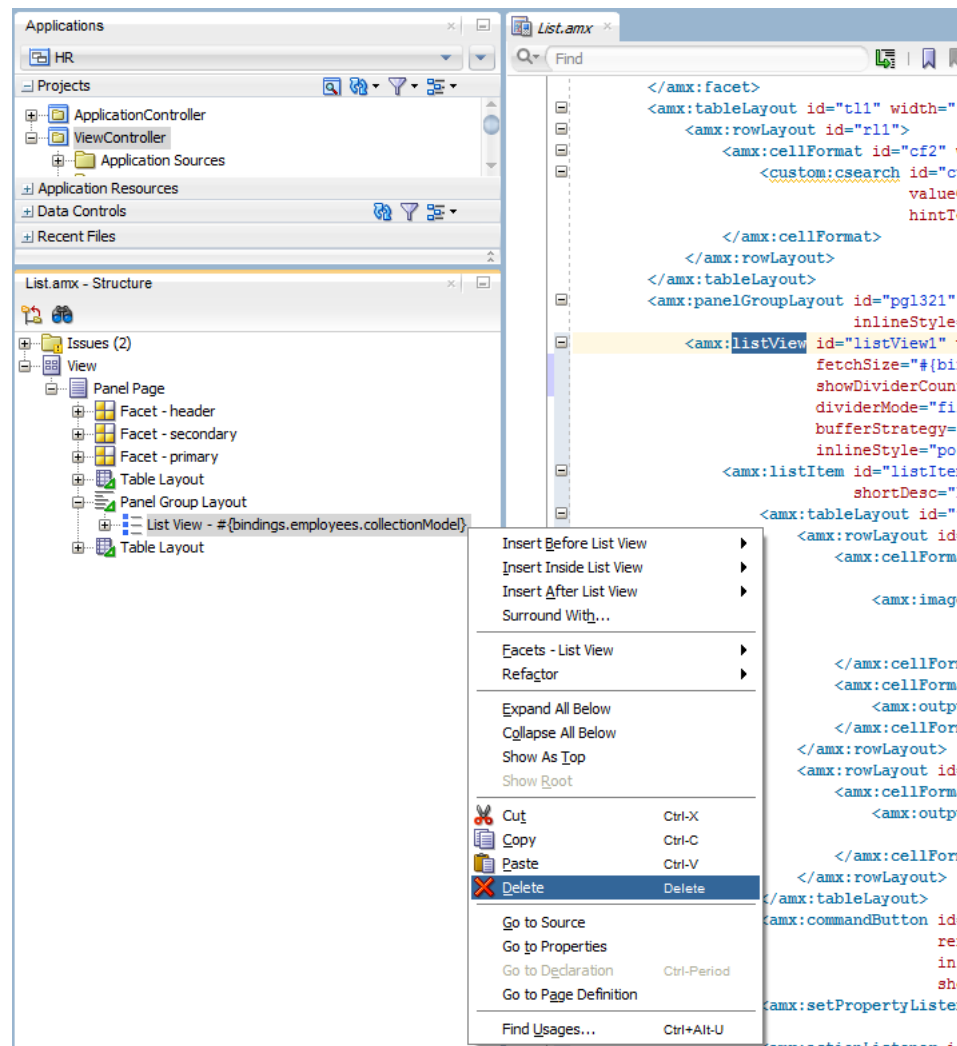 Applications
HR
Projects
ApplicationController
ViewController
Application Sources
Application Resources
Data Controls
Recent Files
List.amx - Structure
Issues (2)
View
Panel Page
Facet - header
Facet - secondary
Facet - primary
Table Layout
Panel Group Layout
List View - #{bindings.employees.collectionModel}
Table Layout
Insert Before List View
Insert Inside List View
Insert After List View
Surround With...
Facets - List View
Refactor
Expand All Below
Collapse All Below
Show As Top
Show Root
Cut Ctrl-X
Copy Ctrl-C
Paste Ctrl-V
Delete Delete
Go to Source
Go to Properties
Go to Declaration Ctrl-Period
Go to Page Definition
Find Usages... Ctrl+Alt-U
List.amx
Find
</amx:facet>
<amx:tableLayout id="tl1" width="
<amx:rowLayout id="rl1">
<amx:cellFormat id="cf2"
<custom:csearch id="c
value
hintT
</amx:cellFormat>
</amx:rowLayout>
</amx:tableLayout>
<amx:panelGroupLayout id="pgl321"
inlineStyle
<amx:listView id="listView1"
fetchSize="#{bi
showDividerCoun
dividerMode="fi
bufferStrategy=
inlineStyle="po
<amx:listItem id="listIte
shortDesc="
<amx:tableLayout id="
<amx:rowLayout id
<amx:cellForm
<amx:imag
</amx:cellFor
<amx:cellForm
<amx:outp
</amx:cellFor
</amx:rowLayout>
<amx:rowLayout id
<amx:cellForm
<amx:outp
</amx:cellFor
</amx:rowLayout>
/amx:tableLayout>
amx:commandButton id
re
in
sh
amx:setPropertyListe